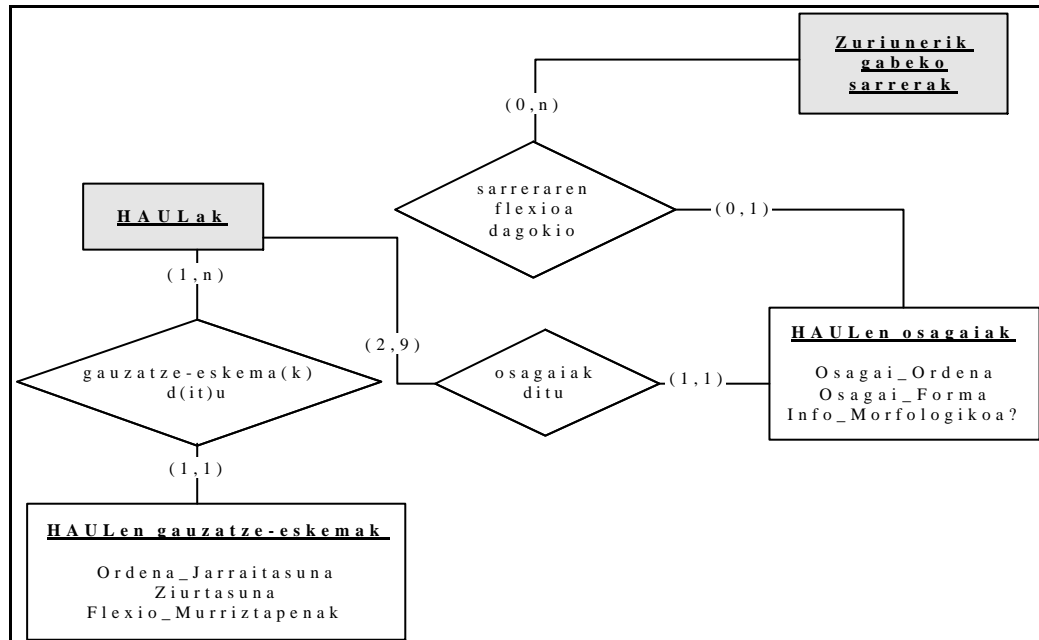 Zuriunerik
gabeko
sarrerak
(0,n)
sarreraren
flexioa
dagokio
(0,1)
HAULak
(1,n)
gauzatze-eskema(k)
d(it)u
(2,9)
osagaiak
ditu
(1,1)
HAULen osagaiak
Osagai_Ordena
Osagai_Forma
Info_Morfologikoa?
(1,1)
HAULen gauzatze-eskemak
Ordena_Jarraitasuna
Ziurtasuna
Flexio_Murriztapenak